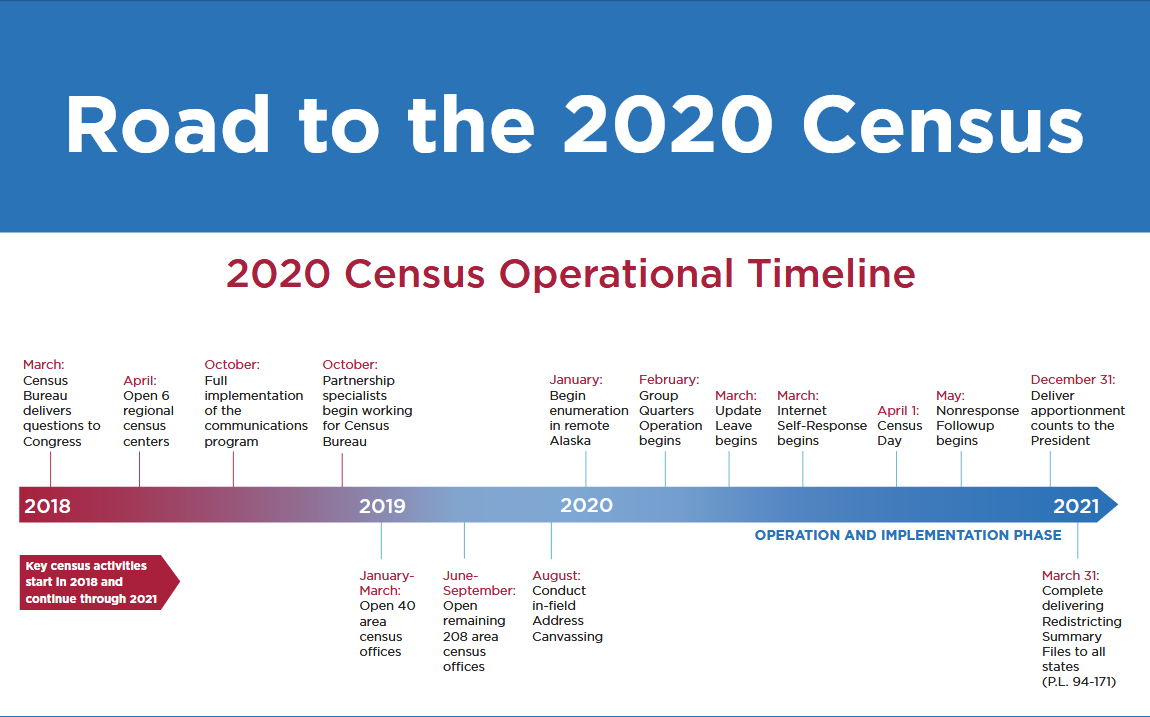 Road to the 2020 Census
2020 Census Operational Timeline
March:
Census
Bureau
delivers
questions to
Congress
April:
Open 6
regional
census
centers
October:
Full
implementation
of the
communications
program
October:
Partnership
specialists
begin working
for Census
Bureau
January:
Begin
enumeration
in remote
Alaska
February:
Group
Quarters
Operation
begins
March:
Update
Leave
begins
March:
Internet
Self-Response
begins
April 1:
Census
Day
May:
Nonresponse
Followup
begins
December 31:
Deliver
apportionment
counts to the
President
2018
2019
2020
2021
OPERATION AND IMPLEMENTATION PHASE
Key census activities
start in 2018 and
continue through 2021
January-
March:
Open 40
area
census
offices
June-
September:
Open
remaining
208 area
census
offices
August:
Conduct
in-field
Address
Canvassing
March 31:
Complete
delivering
Redistricting
Summary
Files to all
states
(P.L. 94-171)